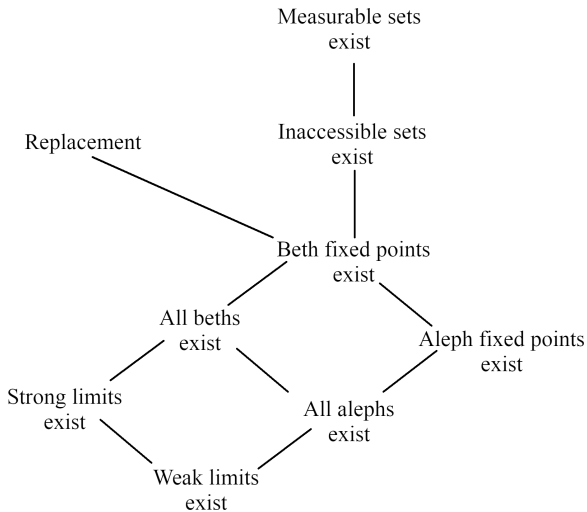 Measurable sets
exist
Replacement
Inaccessible sets
exist
Beth fixed points
exist
All beths
exist
Aleph fixed points
exist
Strong limits
exist
All alephs
exist
Weak limits
exist